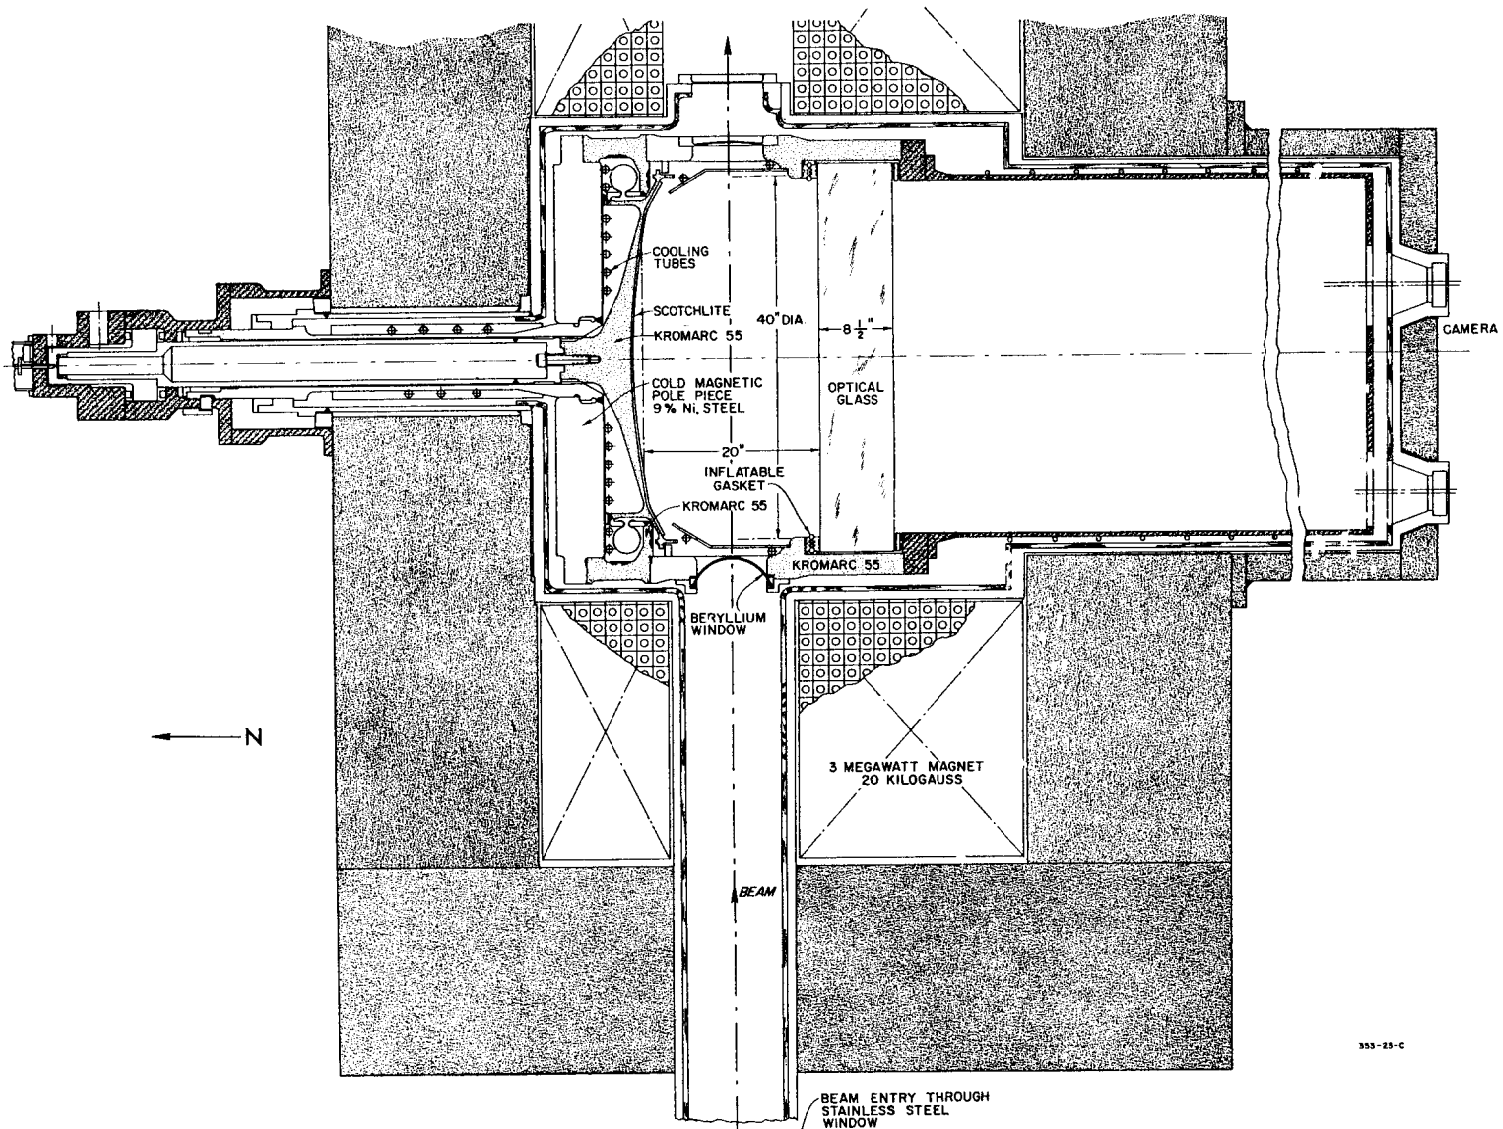 COOLING
TUBES
SCOTCHLITE
KROMARC 55
40" DIA.
8 1/2"
CAMERA
COLD MAGNETIC
POLE PIECE
9% Ni, STEEL
OPTICAL
GLASS
20"
INFLATABLE
GASKET
KROMARC 55
KROMARC 55
BERYLLIUM
WINDOW
N
3 MEGAWATT MAGNET
20 KILOGAUSS
BEAM
353-25-C
BEAM ENTRY THROUGH
STAINLESS STEEL
WINDOW